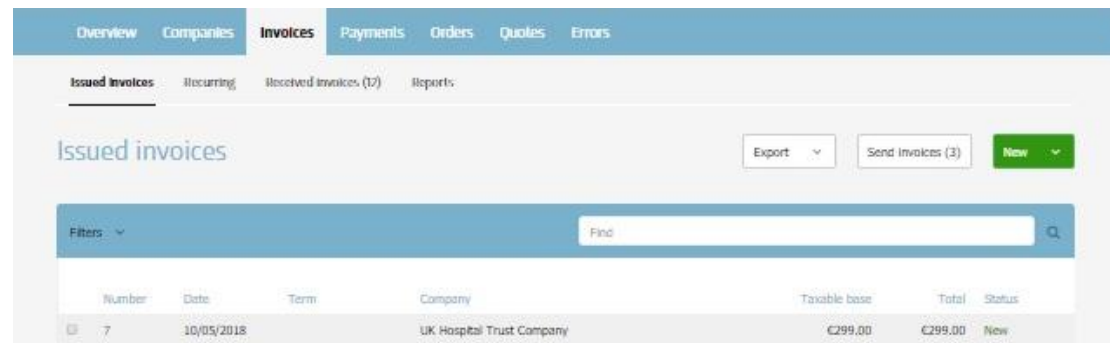 Overview Companies Invoices Payments Orders Quotes Errors
Issued invoices Recurring Received invoices (12) Reports
Issued invoices Export Send invoices (3) New
Filters Find
Number Date Term Company Taxable base Total Status
7 10/05/2018 UK Hospital Trust Company €299.00 €299.00 New